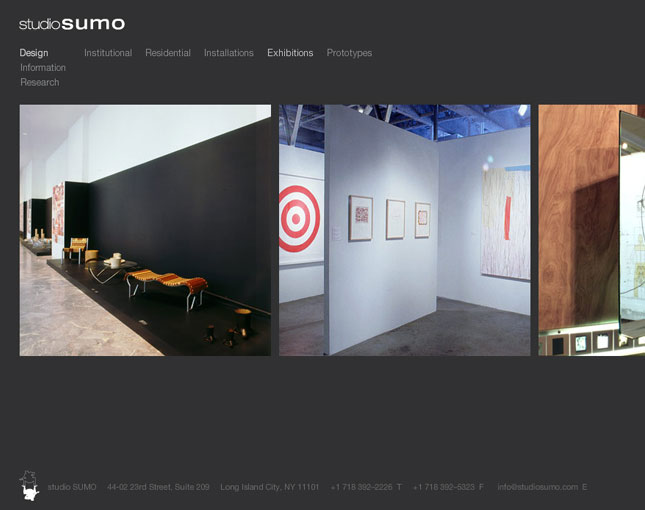 studiosumo
Design Institutional Residential Installations Exhibitions Prototypes
Information
Research
studio SUMO 44-02 23rd Street, Suite 209 Long Island City, NY 11101 +1 718 392-2226 T +1 718 392-5323 F info@studiosumo.com E